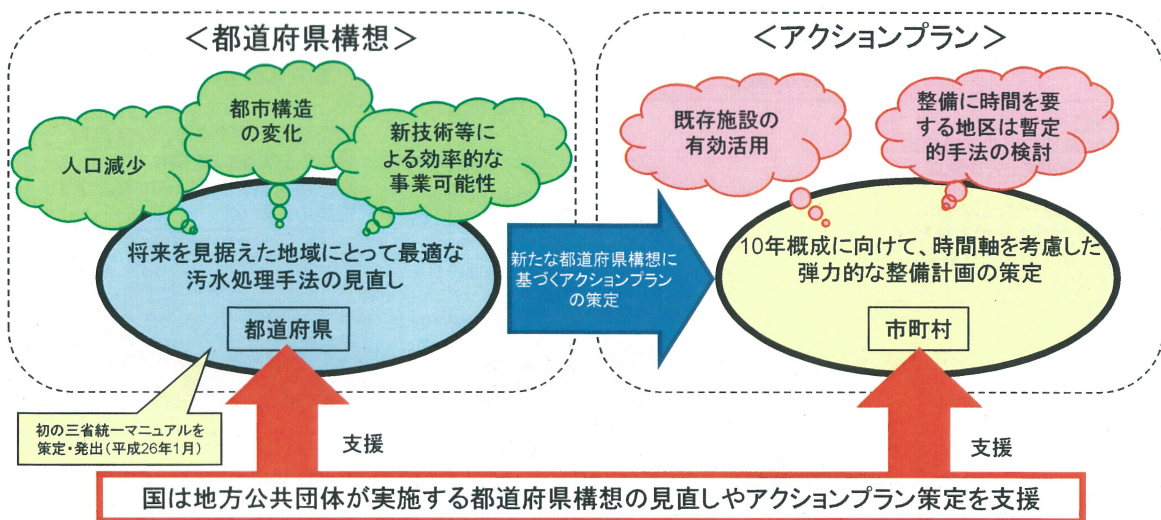 ＜都道府県構想＞
人口減少
都市構造
の変化
新技術等に
よる効率的な
事業可能性
将来を見据えた地域にとって最適な
汚水処理手法の見直し
都道府県
初の三省統一マニュアルを
策定・発出（平成26年1月）
支援
新たな都道府県構想に
基づくアクションプラン
の策定
＜アクションプラン＞
既存施設の
有効活用
整備に時間を要
する地区は暫定
的手法の検討
10年概成に向けて、時間軸を考慮した
弾力的な整備計画の策定
市町村
支援
国は地方公共団体が実施する都道府県構想の見直しやアクションプラン策定を支援